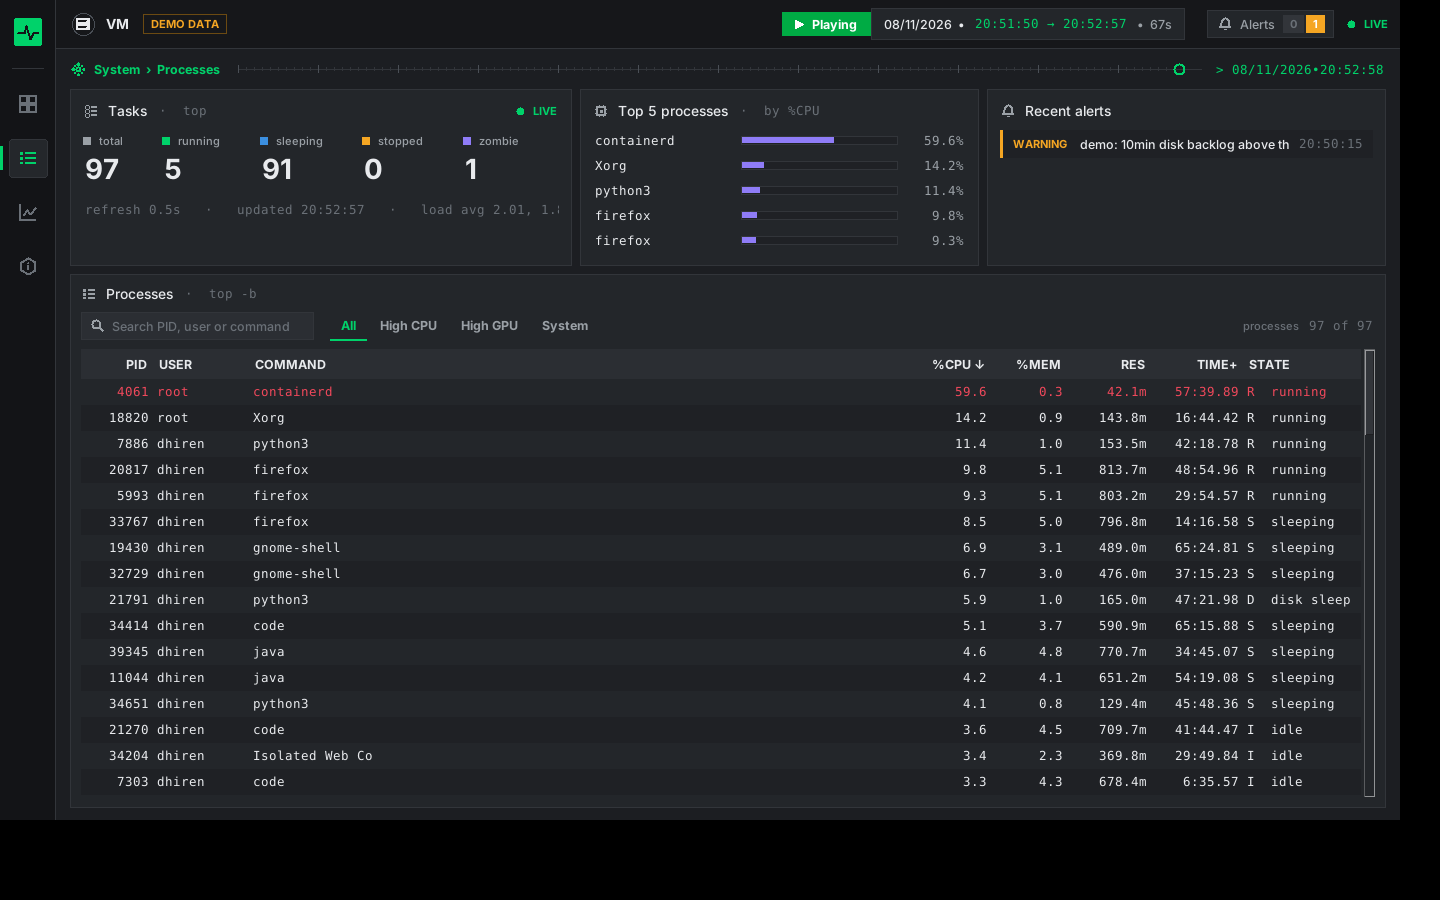 VM DEMO DATA Playing 08/11/2026 • 20:51:50 → 20:52:57 • 67s Alerts 0 1 LIVE
System › Processes > 08/11/2026•20:52:58
Tasks · top LIVE
total running sleeping stopped zombie
97 5 91 0 1
refresh 0.5s · updated 20:52:57 · load avg 2.01, 1.8
Top 5 processes · by %CPU
containerd 59.6%
Xorg 14.2%
python3 11.4%
firefox 9.8%
firefox 9.3%
Recent alerts
WARNING demo: 10min disk backlog above th 20:50:15
Processes · top -b
Search PID, user or command All High CPU High GPU System processes 97 of 97
PID USER COMMAND %CPU ↓ %MEM RES TIME+ STATE
4061 root containerd 59.6 0.3 42.1m 57:39.89 R running
18820 root Xorg 14.2 0.9 143.8m 16:44.42 R running
7886 dhiren python3 11.4 1.0 153.5m 42:18.78 R running
20817 dhiren firefox 9.8 5.1 813.7m 48:54.96 R running
5993 dhiren firefox 9.3 5.1 803.2m 29:54.57 R running
33767 dhiren firefox 8.5 5.0 796.8m 14:16.58 S sleeping
19430 dhiren gnome-shell 6.9 3.1 489.0m 65:24.81 S sleeping
32729 dhiren gnome-shell 6.7 3.0 476.0m 37:15.23 S sleeping
21791 dhiren python3 5.9 1.0 165.0m 47:21.98 D disk sleep
34414 dhiren code 5.1 3.7 590.9m 65:15.88 S sleeping
39345 dhiren java 4.6 4.8 770.7m 34:45.07 S sleeping
11044 dhiren java 4.2 4.1 651.2m 54:19.08 S sleeping
34651 dhiren python3 4.1 0.8 129.4m 45:48.36 S sleeping
21270 dhiren code 3.6 4.5 709.7m 41:44.47 I idle
34204 dhiren Isolated Web Co 3.4 2.3 369.8m 29:49.84 I idle
7303 dhiren code 3.3 4.3 678.4m 6:35.57 I idle